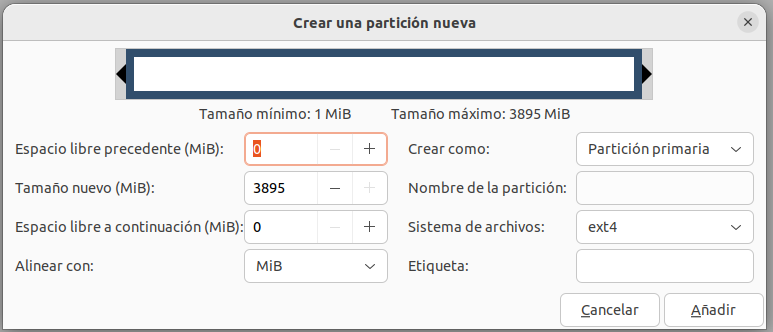 Crear una partición nueva
Tamaño mínimo: 1 MiB Tamaño máximo: 3895 MiB
Espacio libre precedente (MiB): 0 Crear como: Partición primaria
Tamaño nuevo (MiB): 3895 Nombre de la partición:
Espacio libre a continuación (MiB): 0 Sistema de archivos: ext4
Alinear con: MiB Etiqueta:
Cancelar Añadir